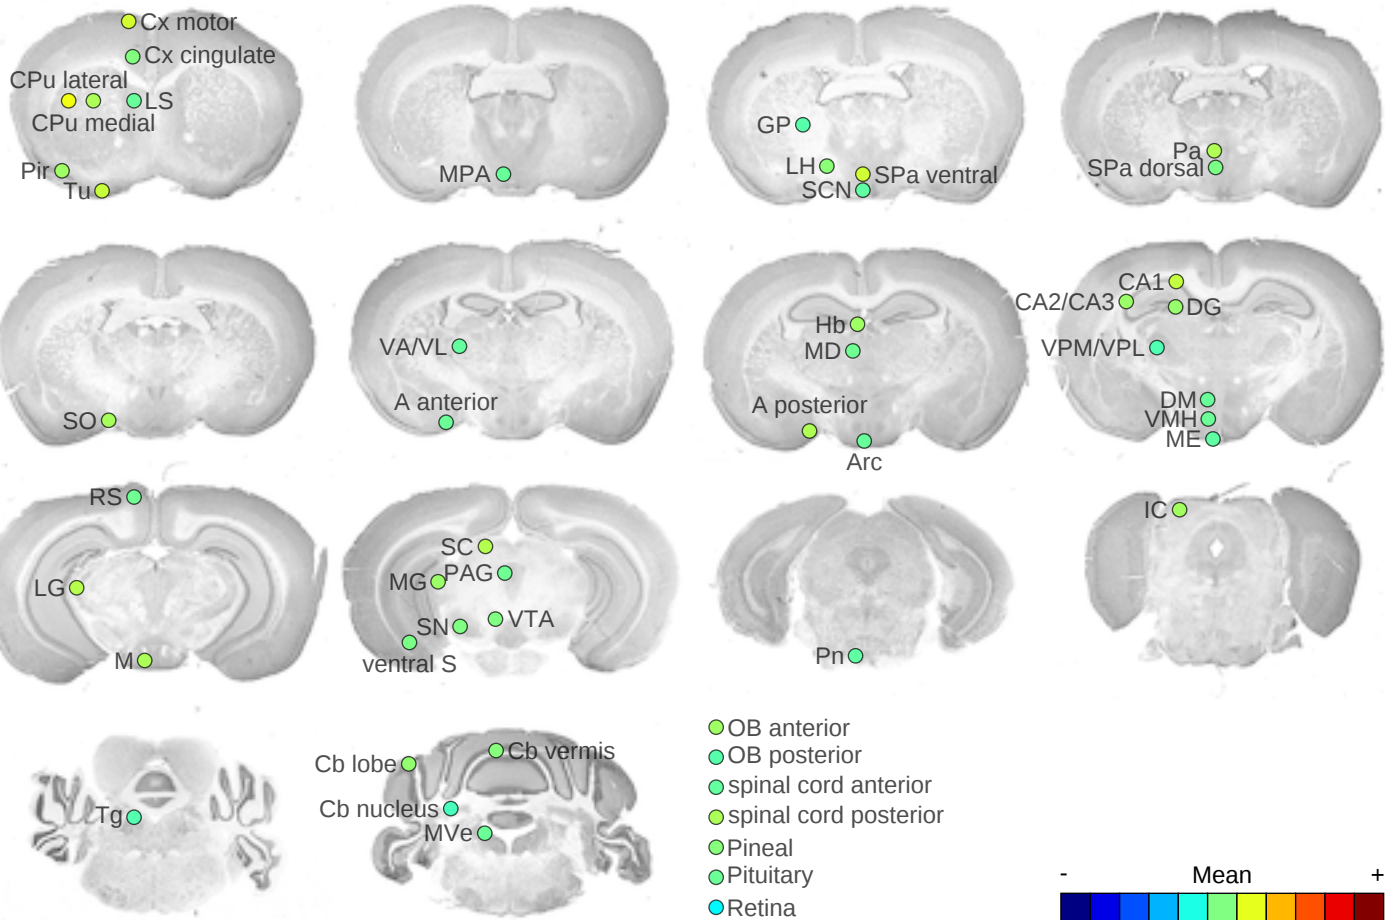 Cx motor
Cx cingulate
CPu lateral
LS
CPu medial
Pir
Tu
MPA
GP
LH
SPa ventral
SCN
Pa
SPa dorsal
SO
VA/VL
A anterior
Hb
MD
A posterior
Arc
CA1
CA2/CA3
DG
VPM/VPL
DM
VMH
ME
RS
LG
M
SC
MG
PAG
SN
VTA
ventral S
Pn
IC
Tg
Cb lobe
Cb vermis
Cb nucleus
MVe
OB anterior
OB posterior
spinal cord anterior
spinal cord posterior
Pineal
Pituitary
Retina
- Mean +